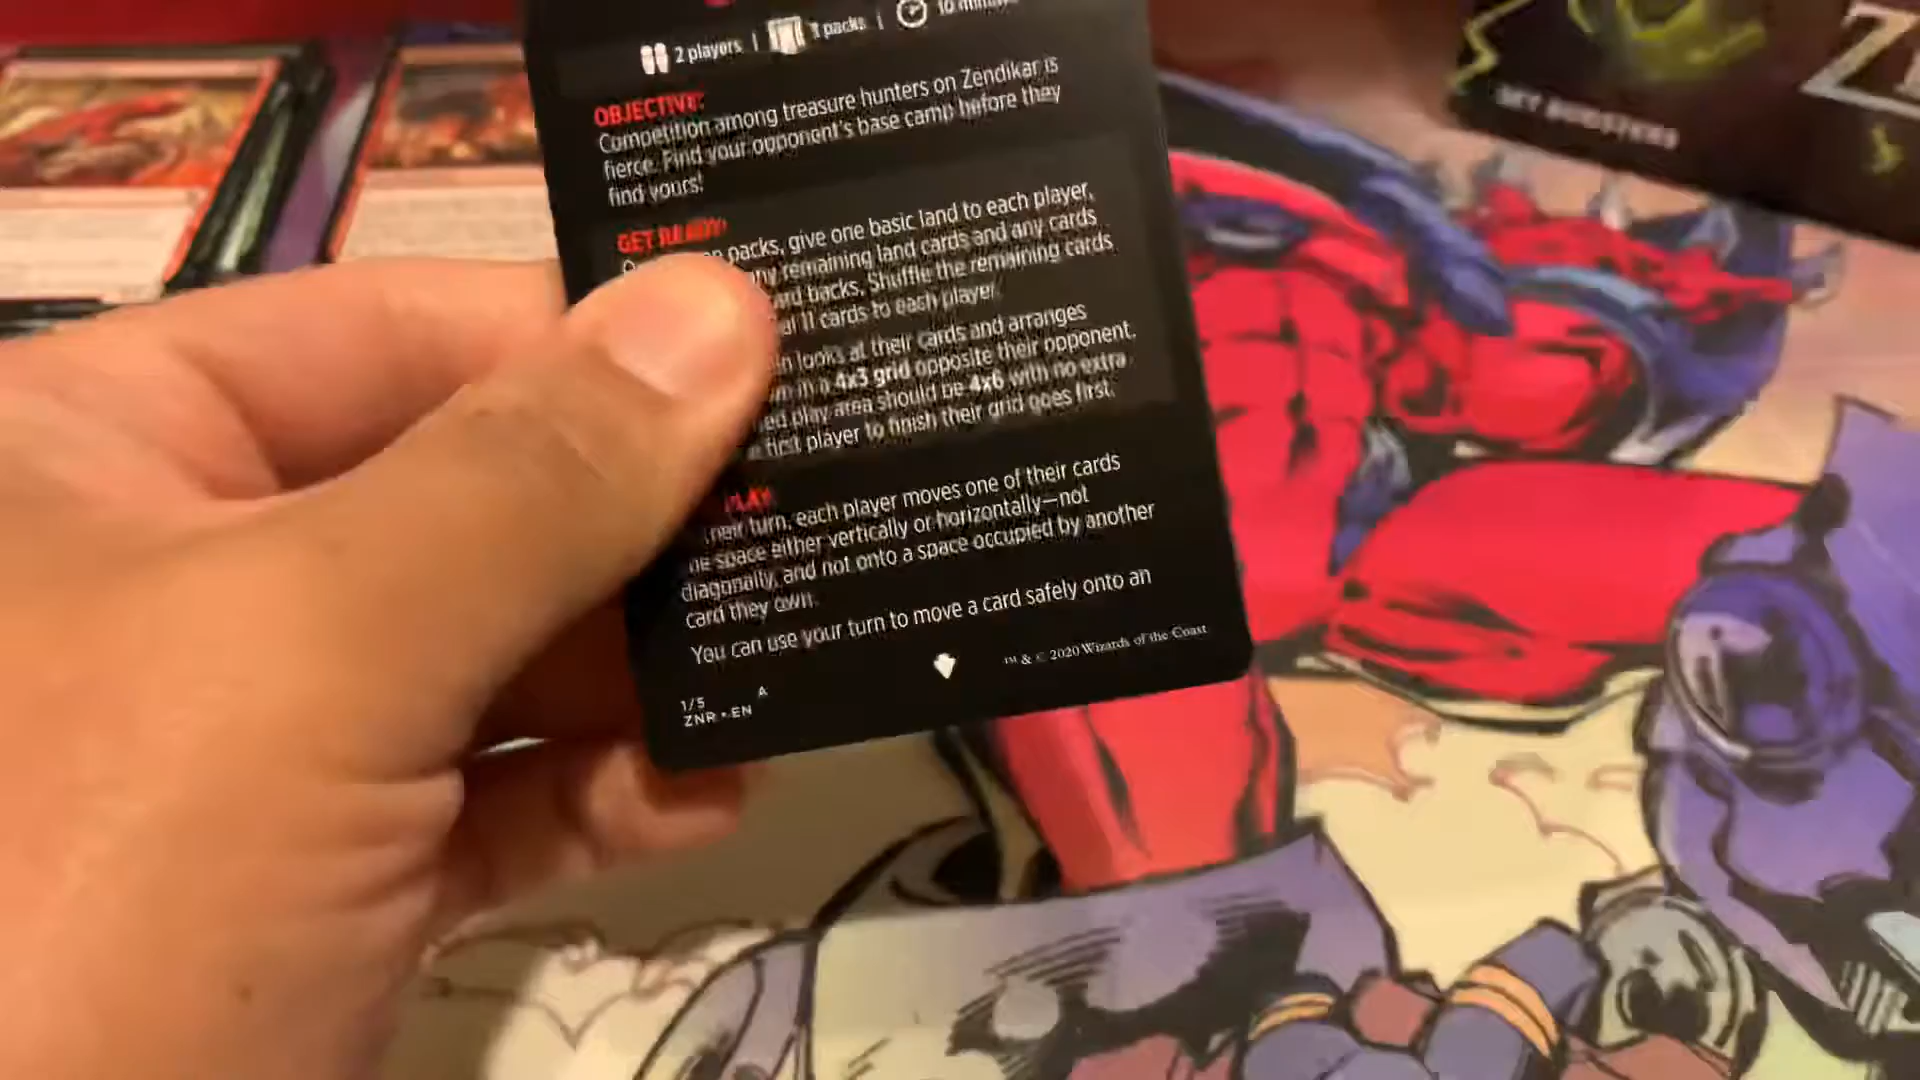 2 players | packs | 10
OBJECTIVE:
Competition among treasure hunters on Zendikar is
fierce. Find your opponent's base camp before they
find yours!
GET READY:
packs, give one basic land to each player,
any remaining land cards and any cards
card backs. Shuffle the remaining cards
11 cards to each player.
looks at their cards and arranges
in a 4x3 grid opposite their opponent.
play area should be 4x6 with no extra
first player to finish their grid goes first.
PLAY
their turn, each player moves one of their cards
space either vertically or horizontally—not
diagonally, and not onto a space occupied by another
card they own.
You can use your turn to move a card safely onto an
™ & © 2020 Wizards of the Coast
1/5 A
ZNR • EN
SET BOOSTERS
Z